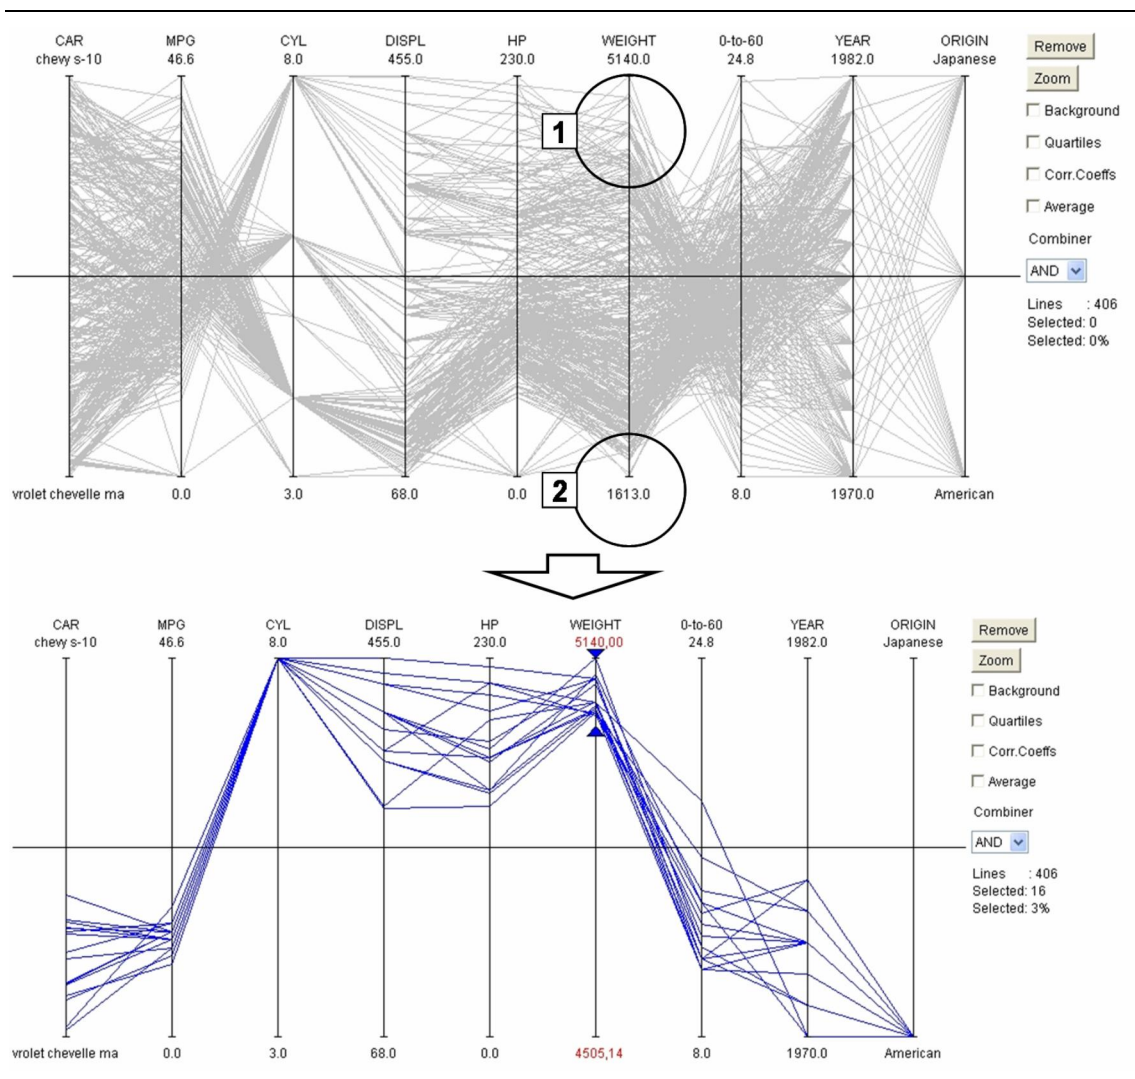 CAR MPG CYL DISPL HP WEIGHT 0-to-60 YEAR ORIGIN
chevy s-10 46.6 8.0 455.0 230.0 5140.0 24.8 1982.0 Japanese
Remove
Zoom
Background
Quartiles
Corr.Coeffs
Average
Combiner
AND
Lines : 406
Selected: 0
Selected: 0%
1
2
vrolet chevelle ma 0.0 3.0 68.0 0.0 1613.0 8.0 1970.0 American
CAR MPG CYL DISPL HP WEIGHT 0-to-60 YEAR ORIGIN
chevy s-10 46.6 8.0 455.0 230.0 5140,00 24.8 1982.0 Japanese
Remove
Zoom
Background
Quartiles
Corr.Coeffs
Average
Combiner
AND
Lines : 406
Selected: 16
Selected: 3%
vrolet chevelle ma 0.0 3.0 68.0 0.0 4505,14 8.0 1970.0 American